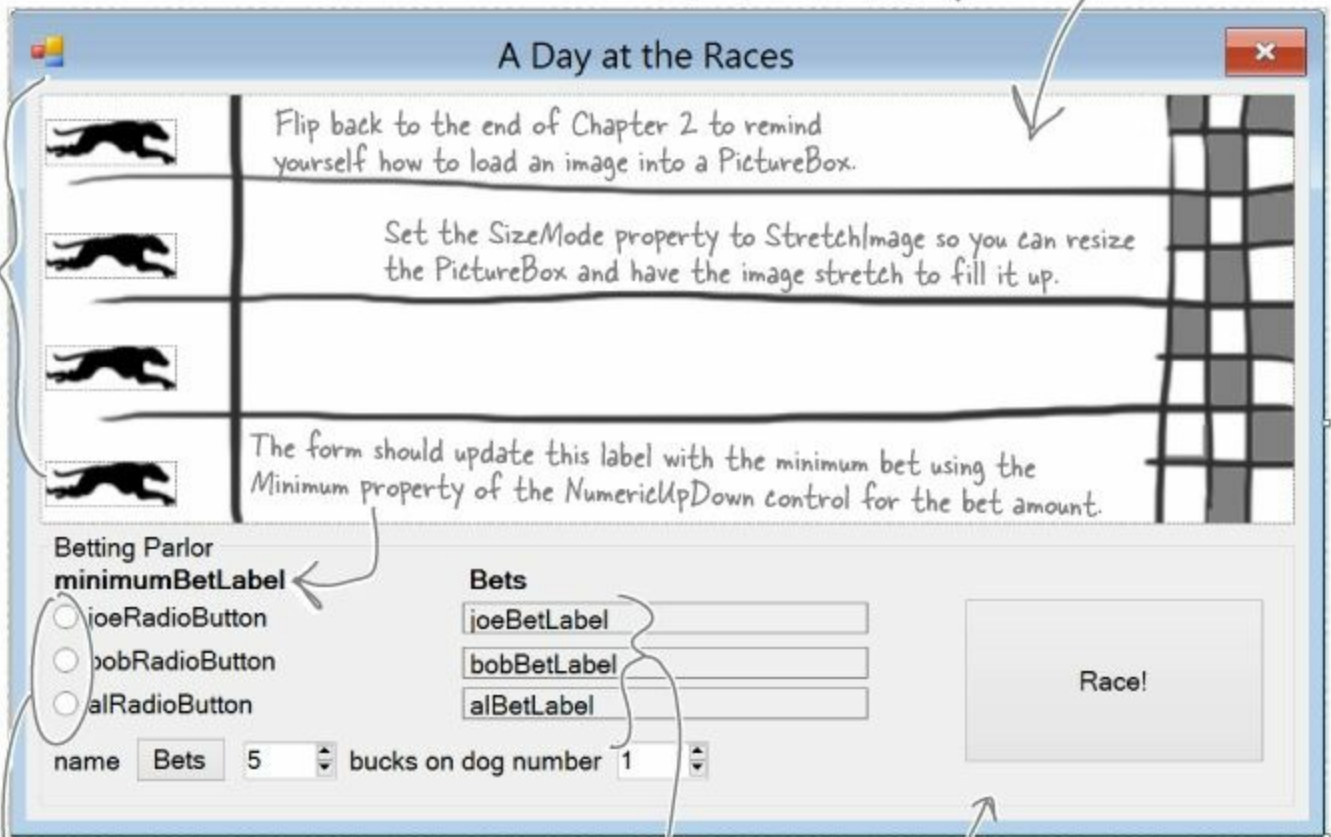 A Day at the Races
Flip back to the end of Chapter 2 to remind
yourself how to load an image into a PictureBox.
Set the SizeMode property to StretchImage so you can resize
the PictureBox and have the image stretch to fill it up.
The form should update this label with the minimum bet using the
Minimum property of the NumericUpDown control for the bet amount.
Betting Parlor
minimumBetLabel
Bets
joeRadioButton
joeBetLabel
bobRadioButton
bobBetLabel
alRadioButton
alBetLabel
Race!
name Bets 5 bucks on dog number 1